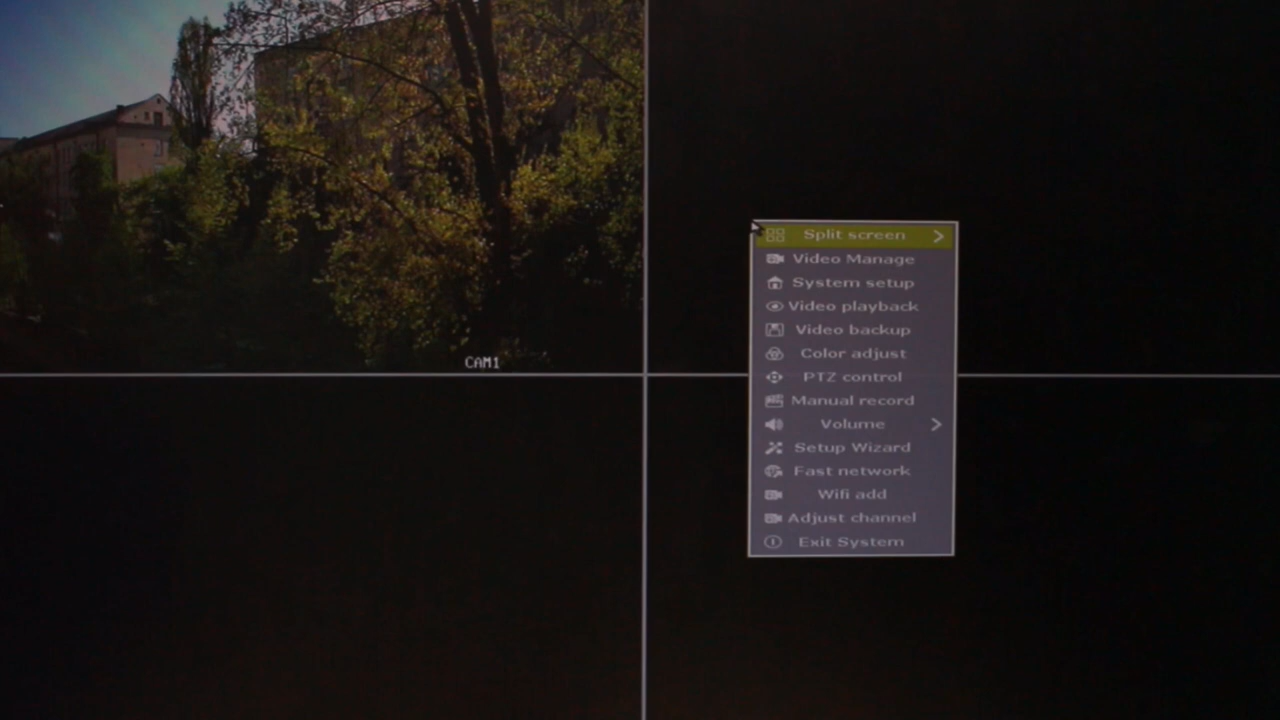 CAM1
Split screen
Video Manage
System setup
Video playback
Video backup
Color adjust
PTZ control
Manual record
Volume
Setup Wizard
Fast network
Wifi add
Adjust channel
Exit System